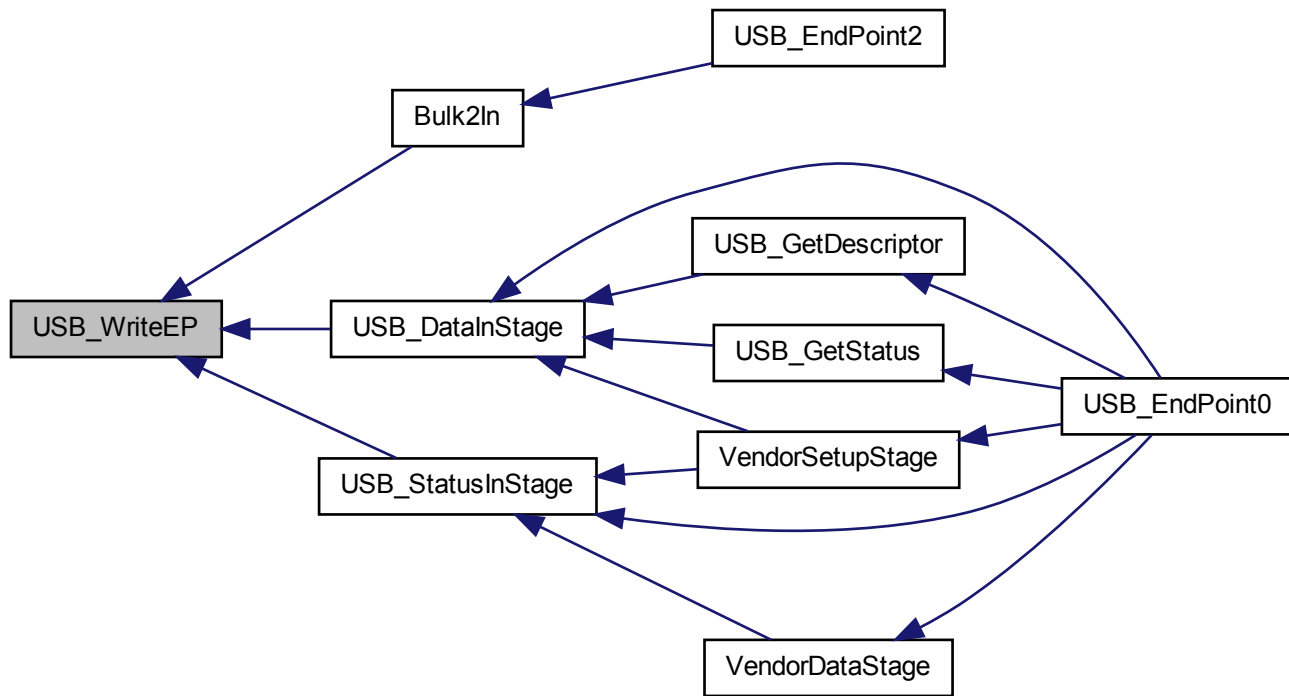 USB_EndPoint2
Bulk2In
USB_GetDescriptor
USB_WriteEP
USB_DataInStage
USB_GetStatus
USB_EndPoint0
VendorSetupStage
USB_StatusInStage
VendorDataStage